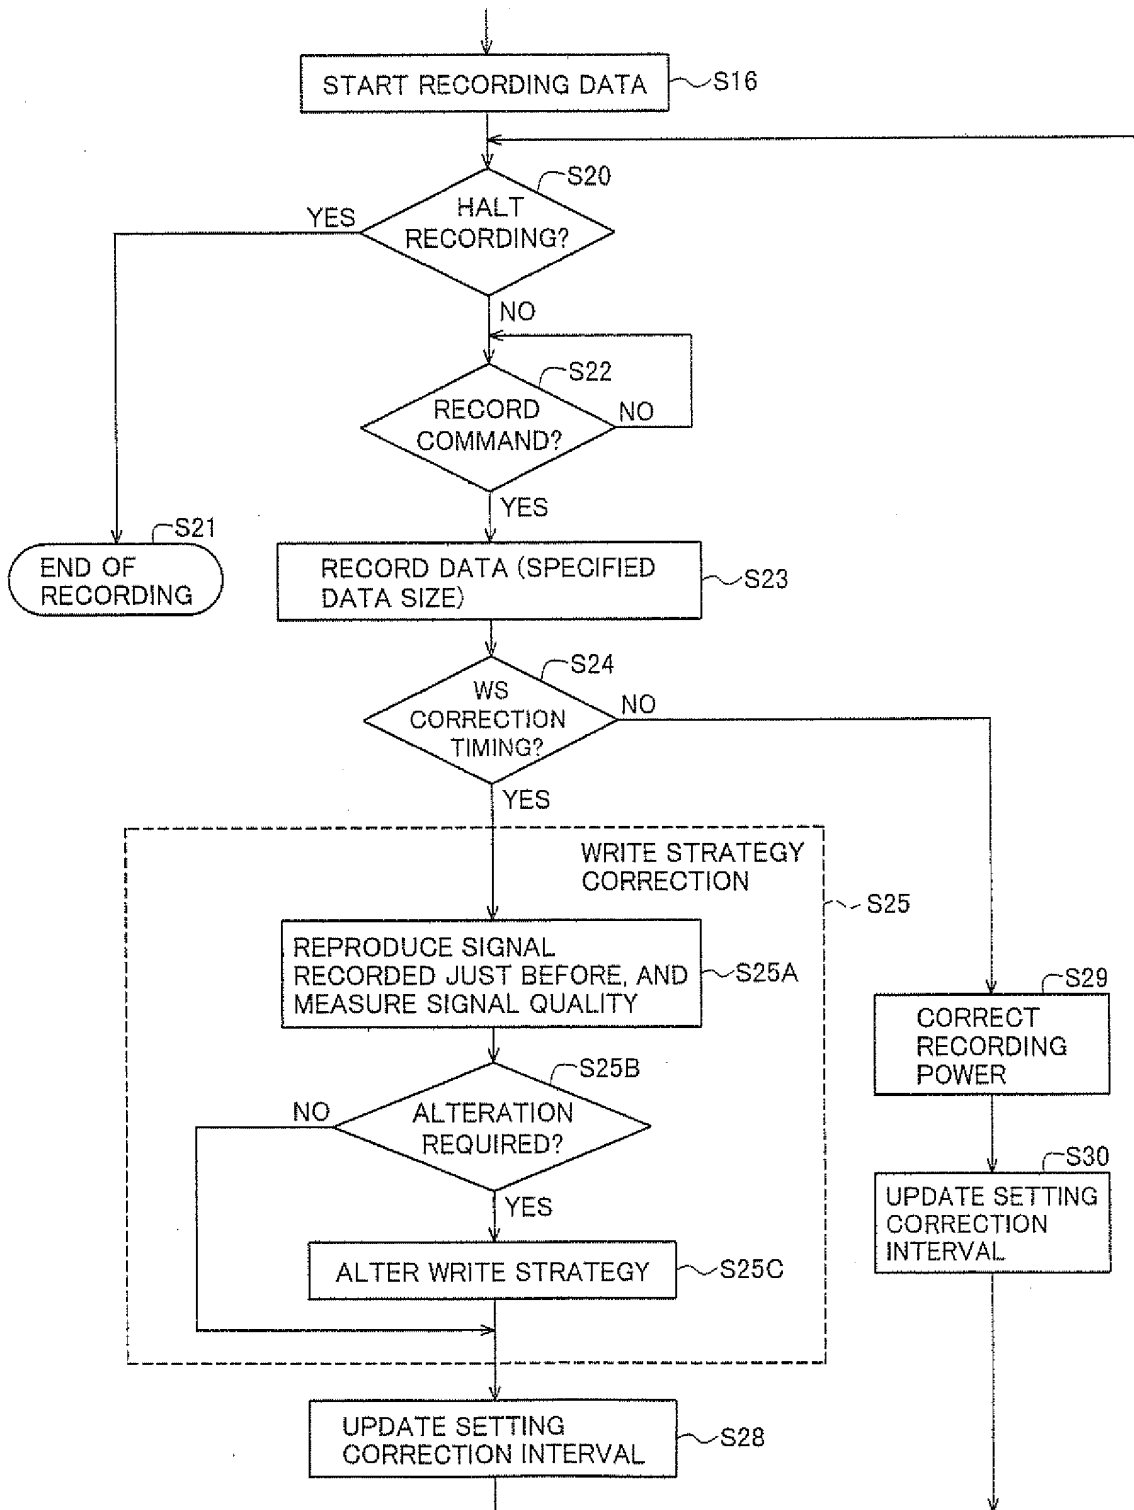 START RECORDING DATA
S16
S20
HALT
RECORDING?
YES
NO
S22
RECORD
COMMAND?
NO
YES
S21
END OF
RECORDING
RECORD DATA (SPECIFIED
DATA SIZE)
S23
S24
WS
CORRECTION
TIMING?
NO
YES
WRITE STRATEGY
CORRECTION
S25
REPRODUCE SIGNAL
RECORDED JUST BEFORE, AND
MEASURE SIGNAL QUALITY
S25A
S29
CORRECT
RECORDING
POWER
S25B
NO
ALTERATION
REQUIRED?
YES
S30
UPDATE SETTING
CORRECTION
INTERVAL
ALTER WRITE STRATEGY
S25C
UPDATE SETTING
CORRECTION INTERVAL
S28